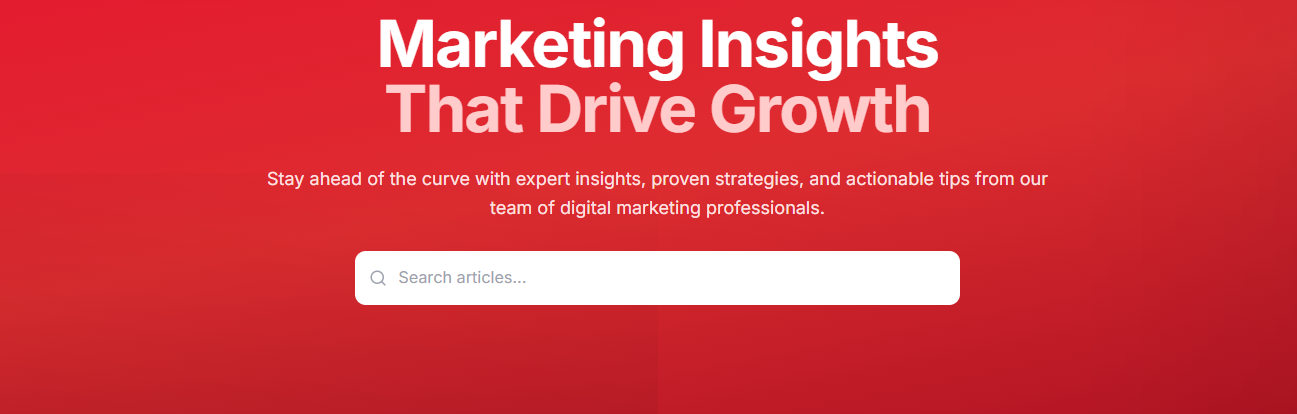 Marketing Insights
That Drive Growth
Stay ahead of the curve with expert insights, proven strategies, and actionable tips from our
team of digital marketing professionals.
Search articles...